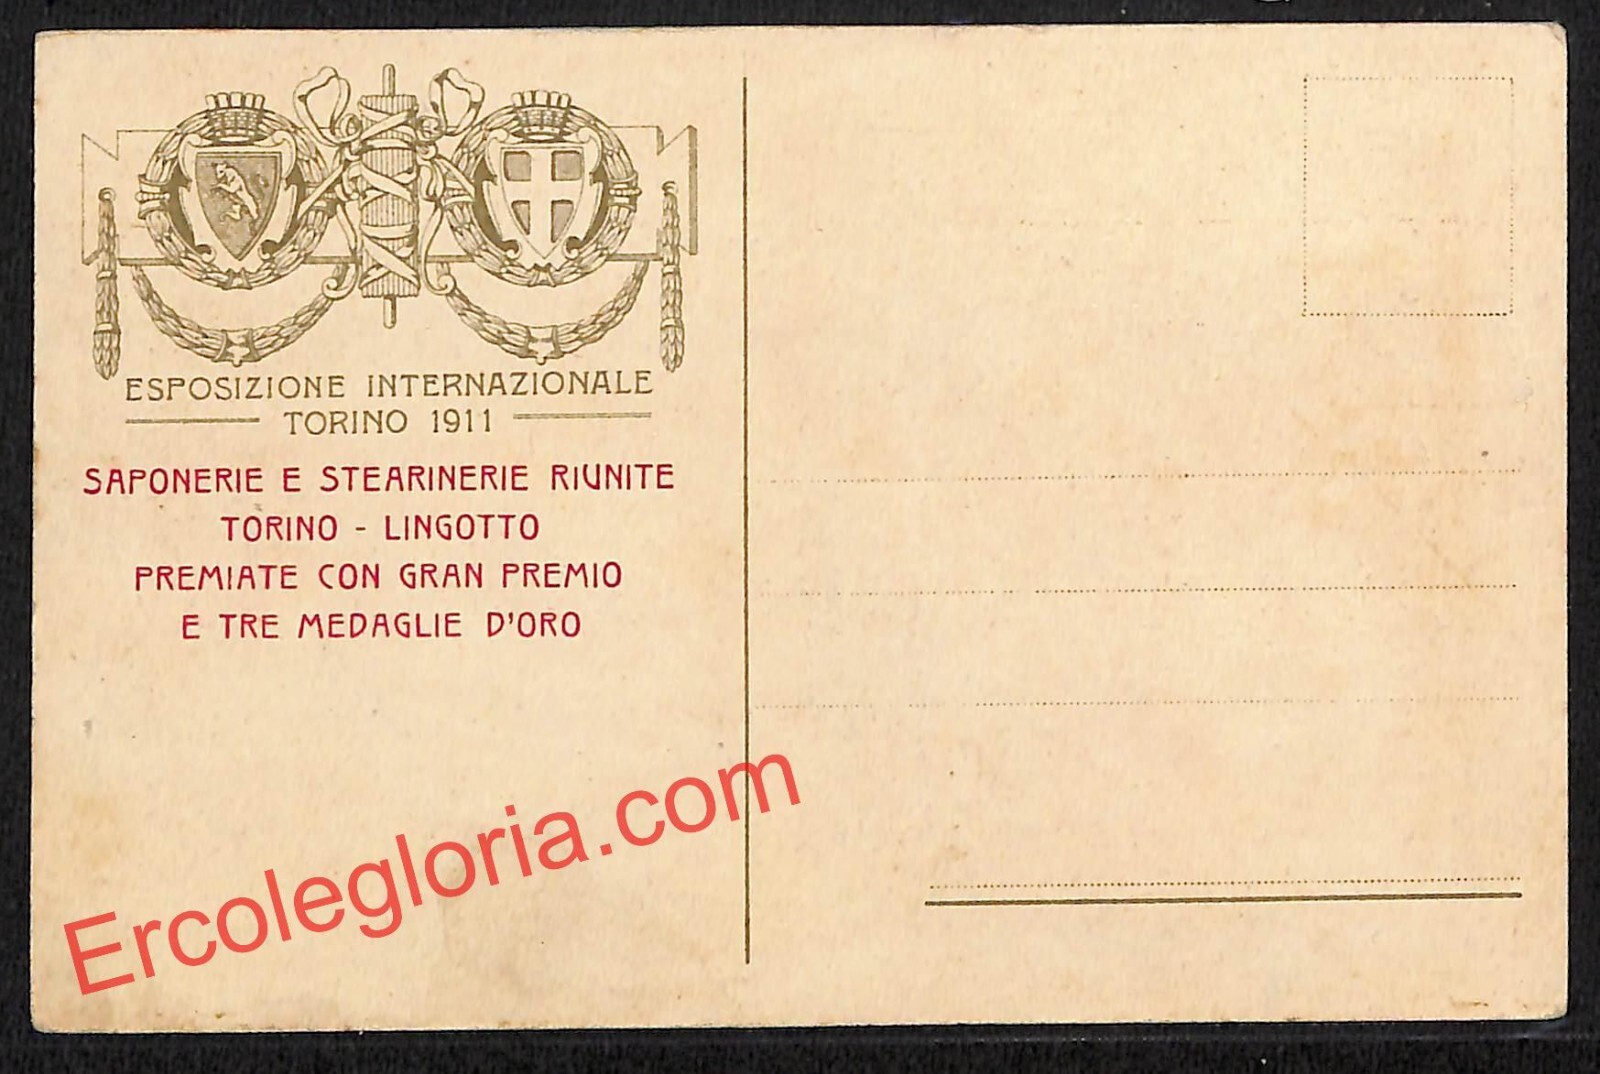 ESPOSIZIONE INTERNAZIONALE
TORINO 1911
SAPONERIE E STEARINERIE RIUNITE
TORINO - LINGOTTO
PREMIATE CON GRAN PREMIO
E TRE MEDAGLIE D'ORO
Ercolegloria.com